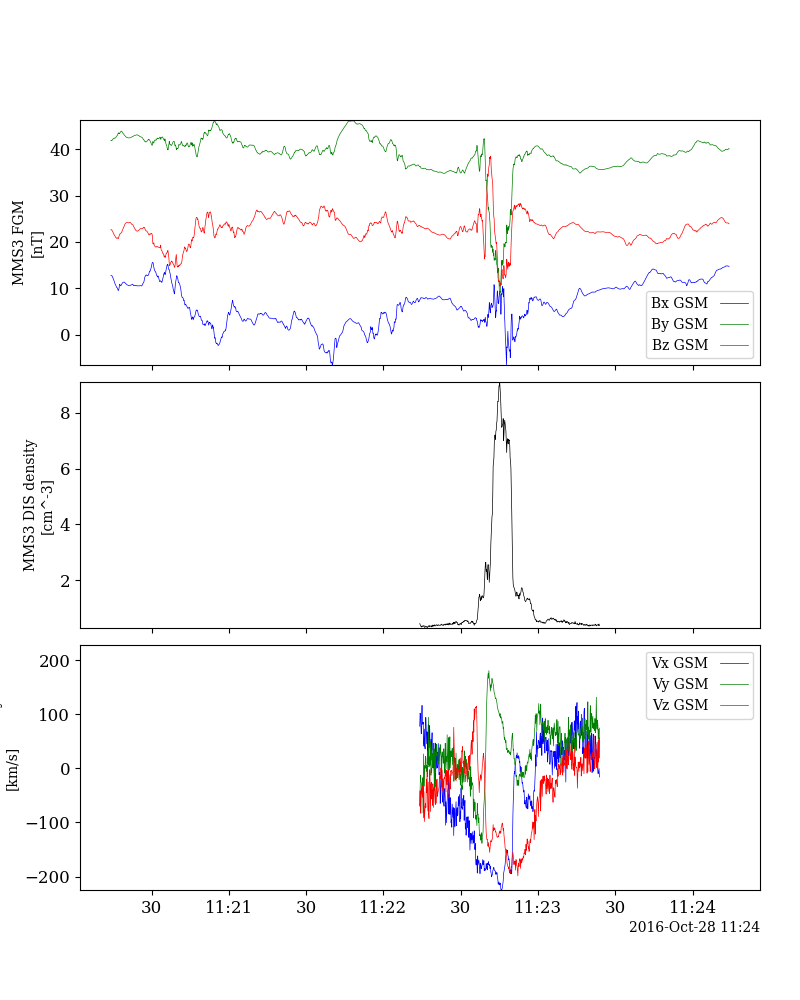 40
30
20
10
0
MMS3 FGM
[nT]
Bx GSM
By GSM
Bz GSM
8
6
4
2
MMS3 DIS density
[cm^-3]
200
100
0
−100
−200
[km/s]
Vx GSM
Vy GSM
Vz GSM
30 11:21 30 11:22 30 11:23 30 11:24
2016-Oct-28 11:24